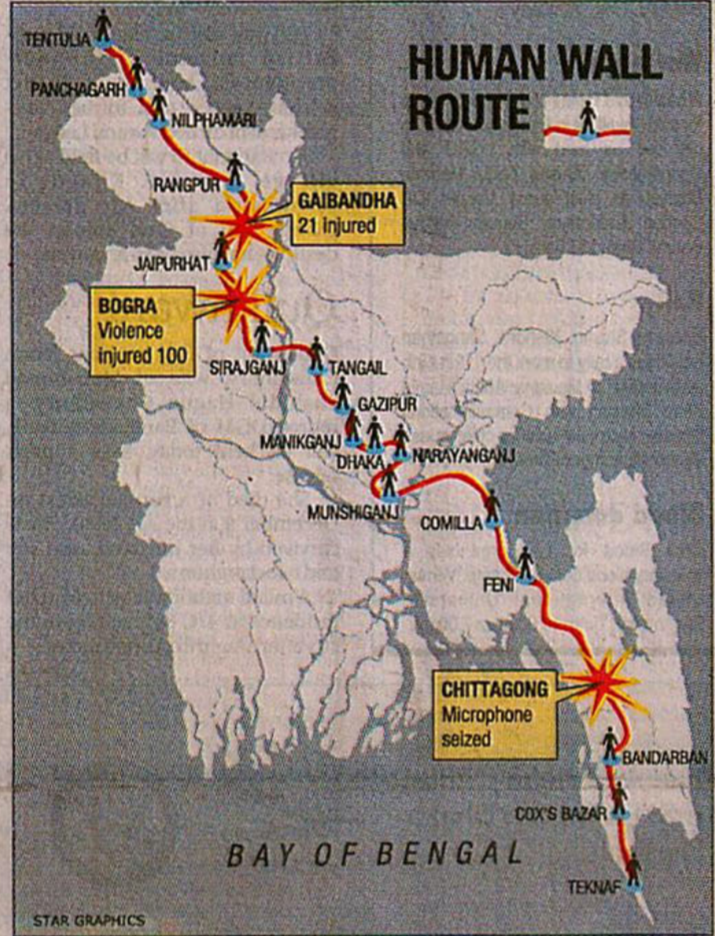 HUMAN WALL
ROUTE
TENTULIA
PANCHAGARH
NILPHAMARI
RANGPUR
GAIBANDHA
21 injured
JAIPURHAT
BOGRA
Violence
injured 100
SIRAJGANJ
TANGAIL
GAZIPUR
MANIKGANJ
DHAKA
NARAYANGANJ
MUNSHIGANJ
COMILLA
FENI
CHITTAGONG
Microphone
seized
BANDARBAN
COX'S BAZAR
TEKNAF
BAY OF BENGAL
STAR GRAPHICS